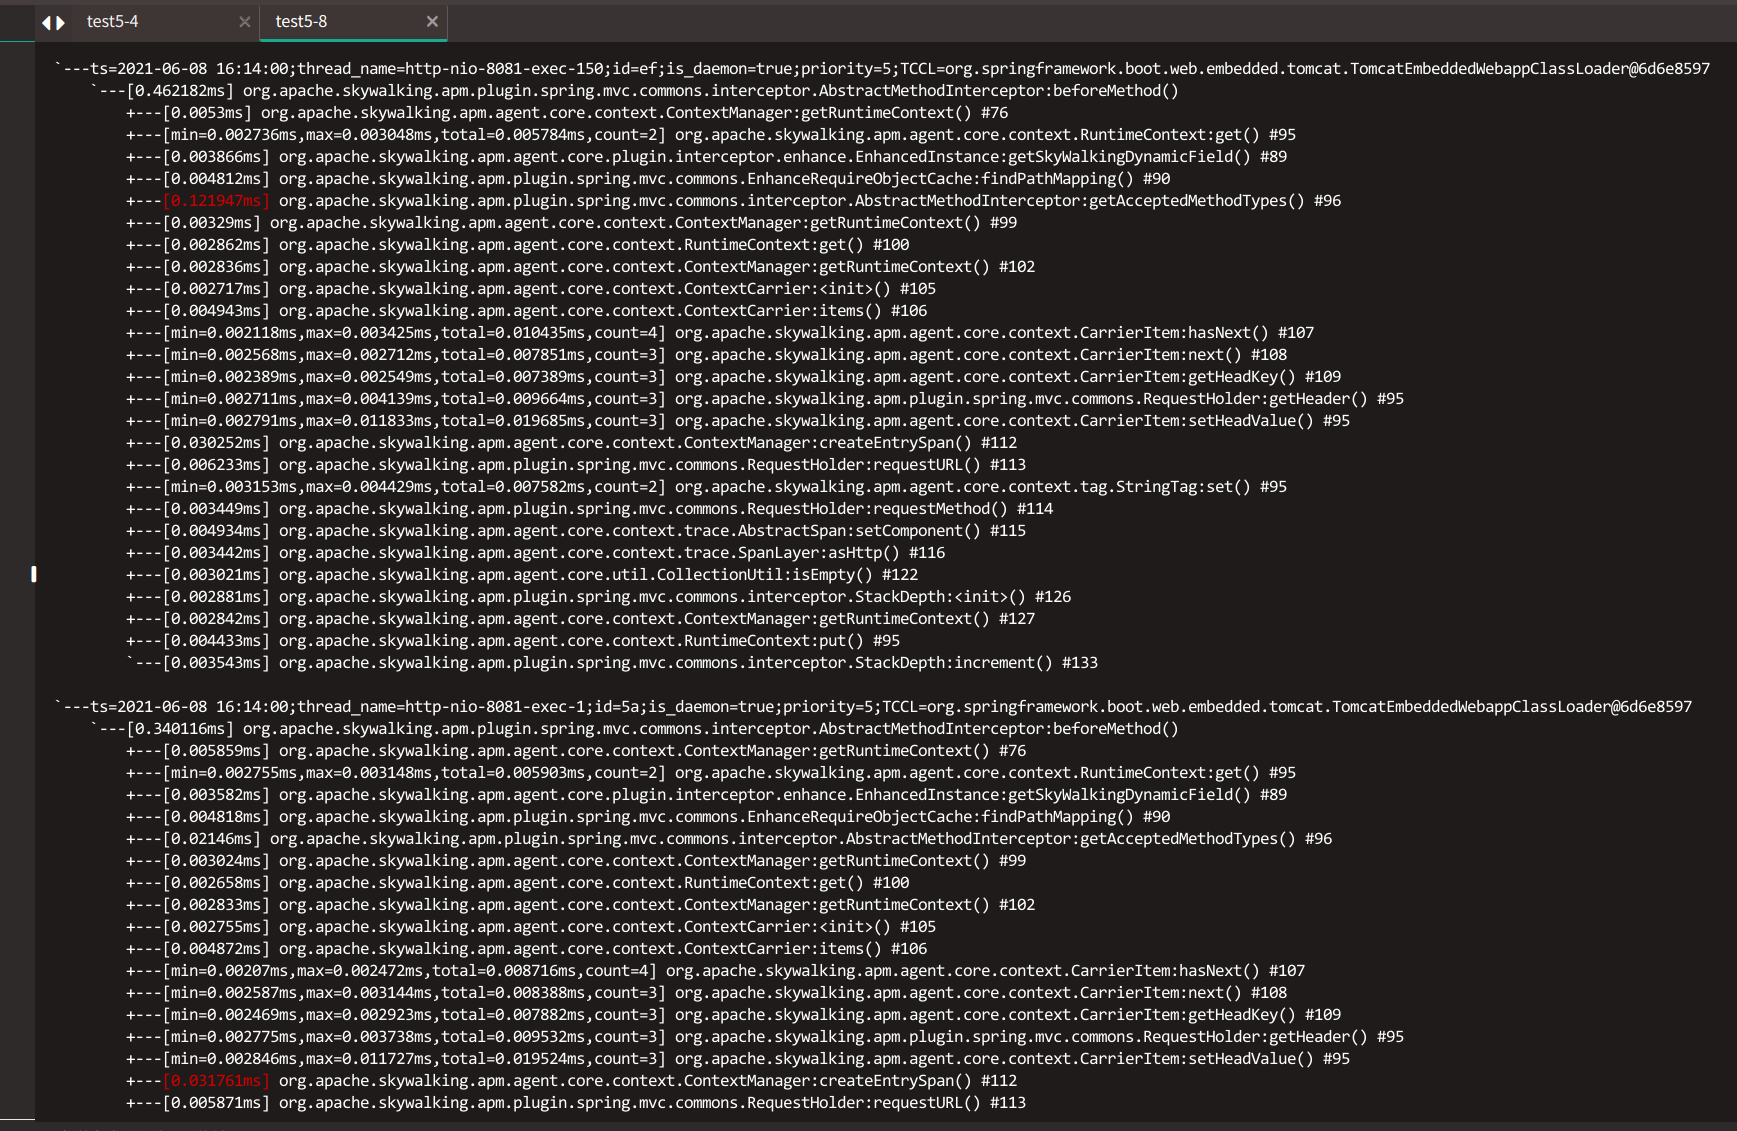 test5-4 × test5-8 ×
`---ts=2021-06-08 16:14:00;thread_name=http-nio-8081-exec-150;id=ef;is_daemon=true;priority=5;TCCL=org.springframework.boot.web.embedded.tomcat.TomcatEmbeddedWebappClassLoader@6d6e8597
`---[0.462182ms] org.apache.skywalking.apm.plugin.spring.mvc.commons.interceptor.AbstractMethodInterceptor:beforeMethod()
+---[0.0053ms] org.apache.skywalking.apm.agent.core.context.ContextManager:getRuntimeContext() #76
+---[min=0.002736ms,max=0.003048ms,total=0.005784ms,count=2] org.apache.skywalking.apm.agent.core.context.RuntimeContext:get() #95
+---[0.003866ms] org.apache.skywalking.apm.agent.core.plugin.interceptor.enhance.EnhancedInstance:getSkyWalkingDynamicField() #89
+---[0.004812ms] org.apache.skywalking.apm.plugin.spring.mvc.commons.EnhanceRequireObjectCache:findPathMapping() #90
+---[0.121947ms] org.apache.skywalking.apm.plugin.spring.mvc.commons.interceptor.AbstractMethodInterceptor:getAcceptedMethodTypes() #96
+---[0.00329ms] org.apache.skywalking.apm.agent.core.context.ContextManager:getRuntimeContext() #99
+---[0.002862ms] org.apache.skywalking.apm.agent.core.context.RuntimeContext:get() #100
+---[0.002836ms] org.apache.skywalking.apm.agent.core.context.ContextManager:getRuntimeContext() #102
+---[0.002717ms] org.apache.skywalking.apm.agent.core.context.ContextCarrier:<init>() #105
+---[0.004943ms] org.apache.skywalking.apm.agent.core.context.ContextCarrier:items() #106
+---[min=0.002118ms,max=0.003425ms,total=0.010435ms,count=4] org.apache.skywalking.apm.agent.core.context.CarrierItem:hasNext() #107
+---[min=0.002568ms,max=0.002712ms,total=0.007851ms,count=3] org.apache.skywalking.apm.agent.core.context.CarrierItem:next() #108
+---[min=0.002389ms,max=0.002549ms,total=0.007389ms,count=3] org.apache.skywalking.apm.agent.core.context.CarrierItem:getHeadKey() #109
+---[min=0.002711ms,max=0.004139ms,total=0.009664ms,count=3] org.apache.skywalking.apm.plugin.spring.mvc.commons.RequestHolder:getHeader() #95
+---[min=0.002791ms,max=0.011833ms,total=0.019685ms,count=3] org.apache.skywalking.apm.agent.core.context.CarrierItem:setHeadValue() #95
+---[0.030252ms] org.apache.skywalking.apm.agent.core.context.ContextManager:createEntrySpan() #112
+---[0.006233ms] org.apache.skywalking.apm.plugin.spring.mvc.commons.RequestHolder:requestURL() #113
+---[min=0.003153ms,max=0.004429ms,total=0.007582ms,count=2] org.apache.skywalking.apm.agent.core.context.tag.StringTag:set() #95
+---[0.003449ms] org.apache.skywalking.apm.plugin.spring.mvc.commons.RequestHolder:requestMethod() #114
+---[0.004934ms] org.apache.skywalking.apm.agent.core.context.trace.AbstractSpan:setComponent() #115
+---[0.003442ms] org.apache.skywalking.apm.agent.core.context.trace.SpanLayer:asHttp() #116
+---[0.003021ms] org.apache.skywalking.apm.agent.core.util.CollectionUtil:isEmpty() #122
+---[0.002881ms] org.apache.skywalking.apm.plugin.spring.mvc.commons.interceptor.StackDepth:<init>() #126
+---[0.002842ms] org.apache.skywalking.apm.agent.core.context.ContextManager:getRuntimeContext() #127
+---[0.004433ms] org.apache.skywalking.apm.agent.core.context.RuntimeContext:put() #95
`---[0.003543ms] org.apache.skywalking.apm.plugin.spring.mvc.commons.interceptor.StackDepth:increment() #133
`---ts=2021-06-08 16:14:00;thread_name=http-nio-8081-exec-1;id=5a;is_daemon=true;priority=5;TCCL=org.springframework.boot.web.embedded.tomcat.TomcatEmbeddedWebappClassLoader@6d6e8597
`---[0.340116ms] org.apache.skywalking.apm.plugin.spring.mvc.commons.interceptor.AbstractMethodInterceptor:beforeMethod()
+---[0.005859ms] org.apache.skywalking.apm.agent.core.context.ContextManager:getRuntimeContext() #76
+---[min=0.002755ms,max=0.003148ms,total=0.005903ms,count=2] org.apache.skywalking.apm.agent.core.context.RuntimeContext:get() #95
+---[0.003582ms] org.apache.skywalking.apm.agent.core.plugin.interceptor.enhance.EnhancedInstance:getSkyWalkingDynamicField() #89
+---[0.004818ms] org.apache.skywalking.apm.plugin.spring.mvc.commons.EnhanceRequireObjectCache:findPathMapping() #90
+---[0.02146ms] org.apache.skywalking.apm.plugin.spring.mvc.commons.interceptor.AbstractMethodInterceptor:getAcceptedMethodTypes() #96
+---[0.003024ms] org.apache.skywalking.apm.agent.core.context.ContextManager:getRuntimeContext() #99
+---[0.002658ms] org.apache.skywalking.apm.agent.core.context.RuntimeContext:get() #100
+---[0.002833ms] org.apache.skywalking.apm.agent.core.context.ContextManager:getRuntimeContext() #102
+---[0.002755ms] org.apache.skywalking.apm.agent.core.context.ContextCarrier:<init>() #105
+---[0.004872ms] org.apache.skywalking.apm.agent.core.context.ContextCarrier:items() #106
+---[min=0.00207ms,max=0.002472ms,total=0.008716ms,count=4] org.apache.skywalking.apm.agent.core.context.CarrierItem:hasNext() #107
+---[min=0.002587ms,max=0.003144ms,total=0.008388ms,count=3] org.apache.skywalking.apm.agent.core.context.CarrierItem:next() #108
+---[min=0.002469ms,max=0.002923ms,total=0.007882ms,count=3] org.apache.skywalking.apm.agent.core.context.CarrierItem:getHeadKey() #109
+---[min=0.002775ms,max=0.003738ms,total=0.009532ms,count=3] org.apache.skywalking.apm.plugin.spring.mvc.commons.RequestHolder:getHeader() #95
+---[min=0.002846ms,max=0.011727ms,total=0.019524ms,count=3] org.apache.skywalking.apm.agent.core.context.CarrierItem:setHeadValue() #95
+---[0.031761ms] org.apache.skywalking.apm.agent.core.context.ContextManager:createEntrySpan() #112
+---[0.005871ms] org.apache.skywalking.apm.plugin.spring.mvc.commons.RequestHolder:requestURL() #113